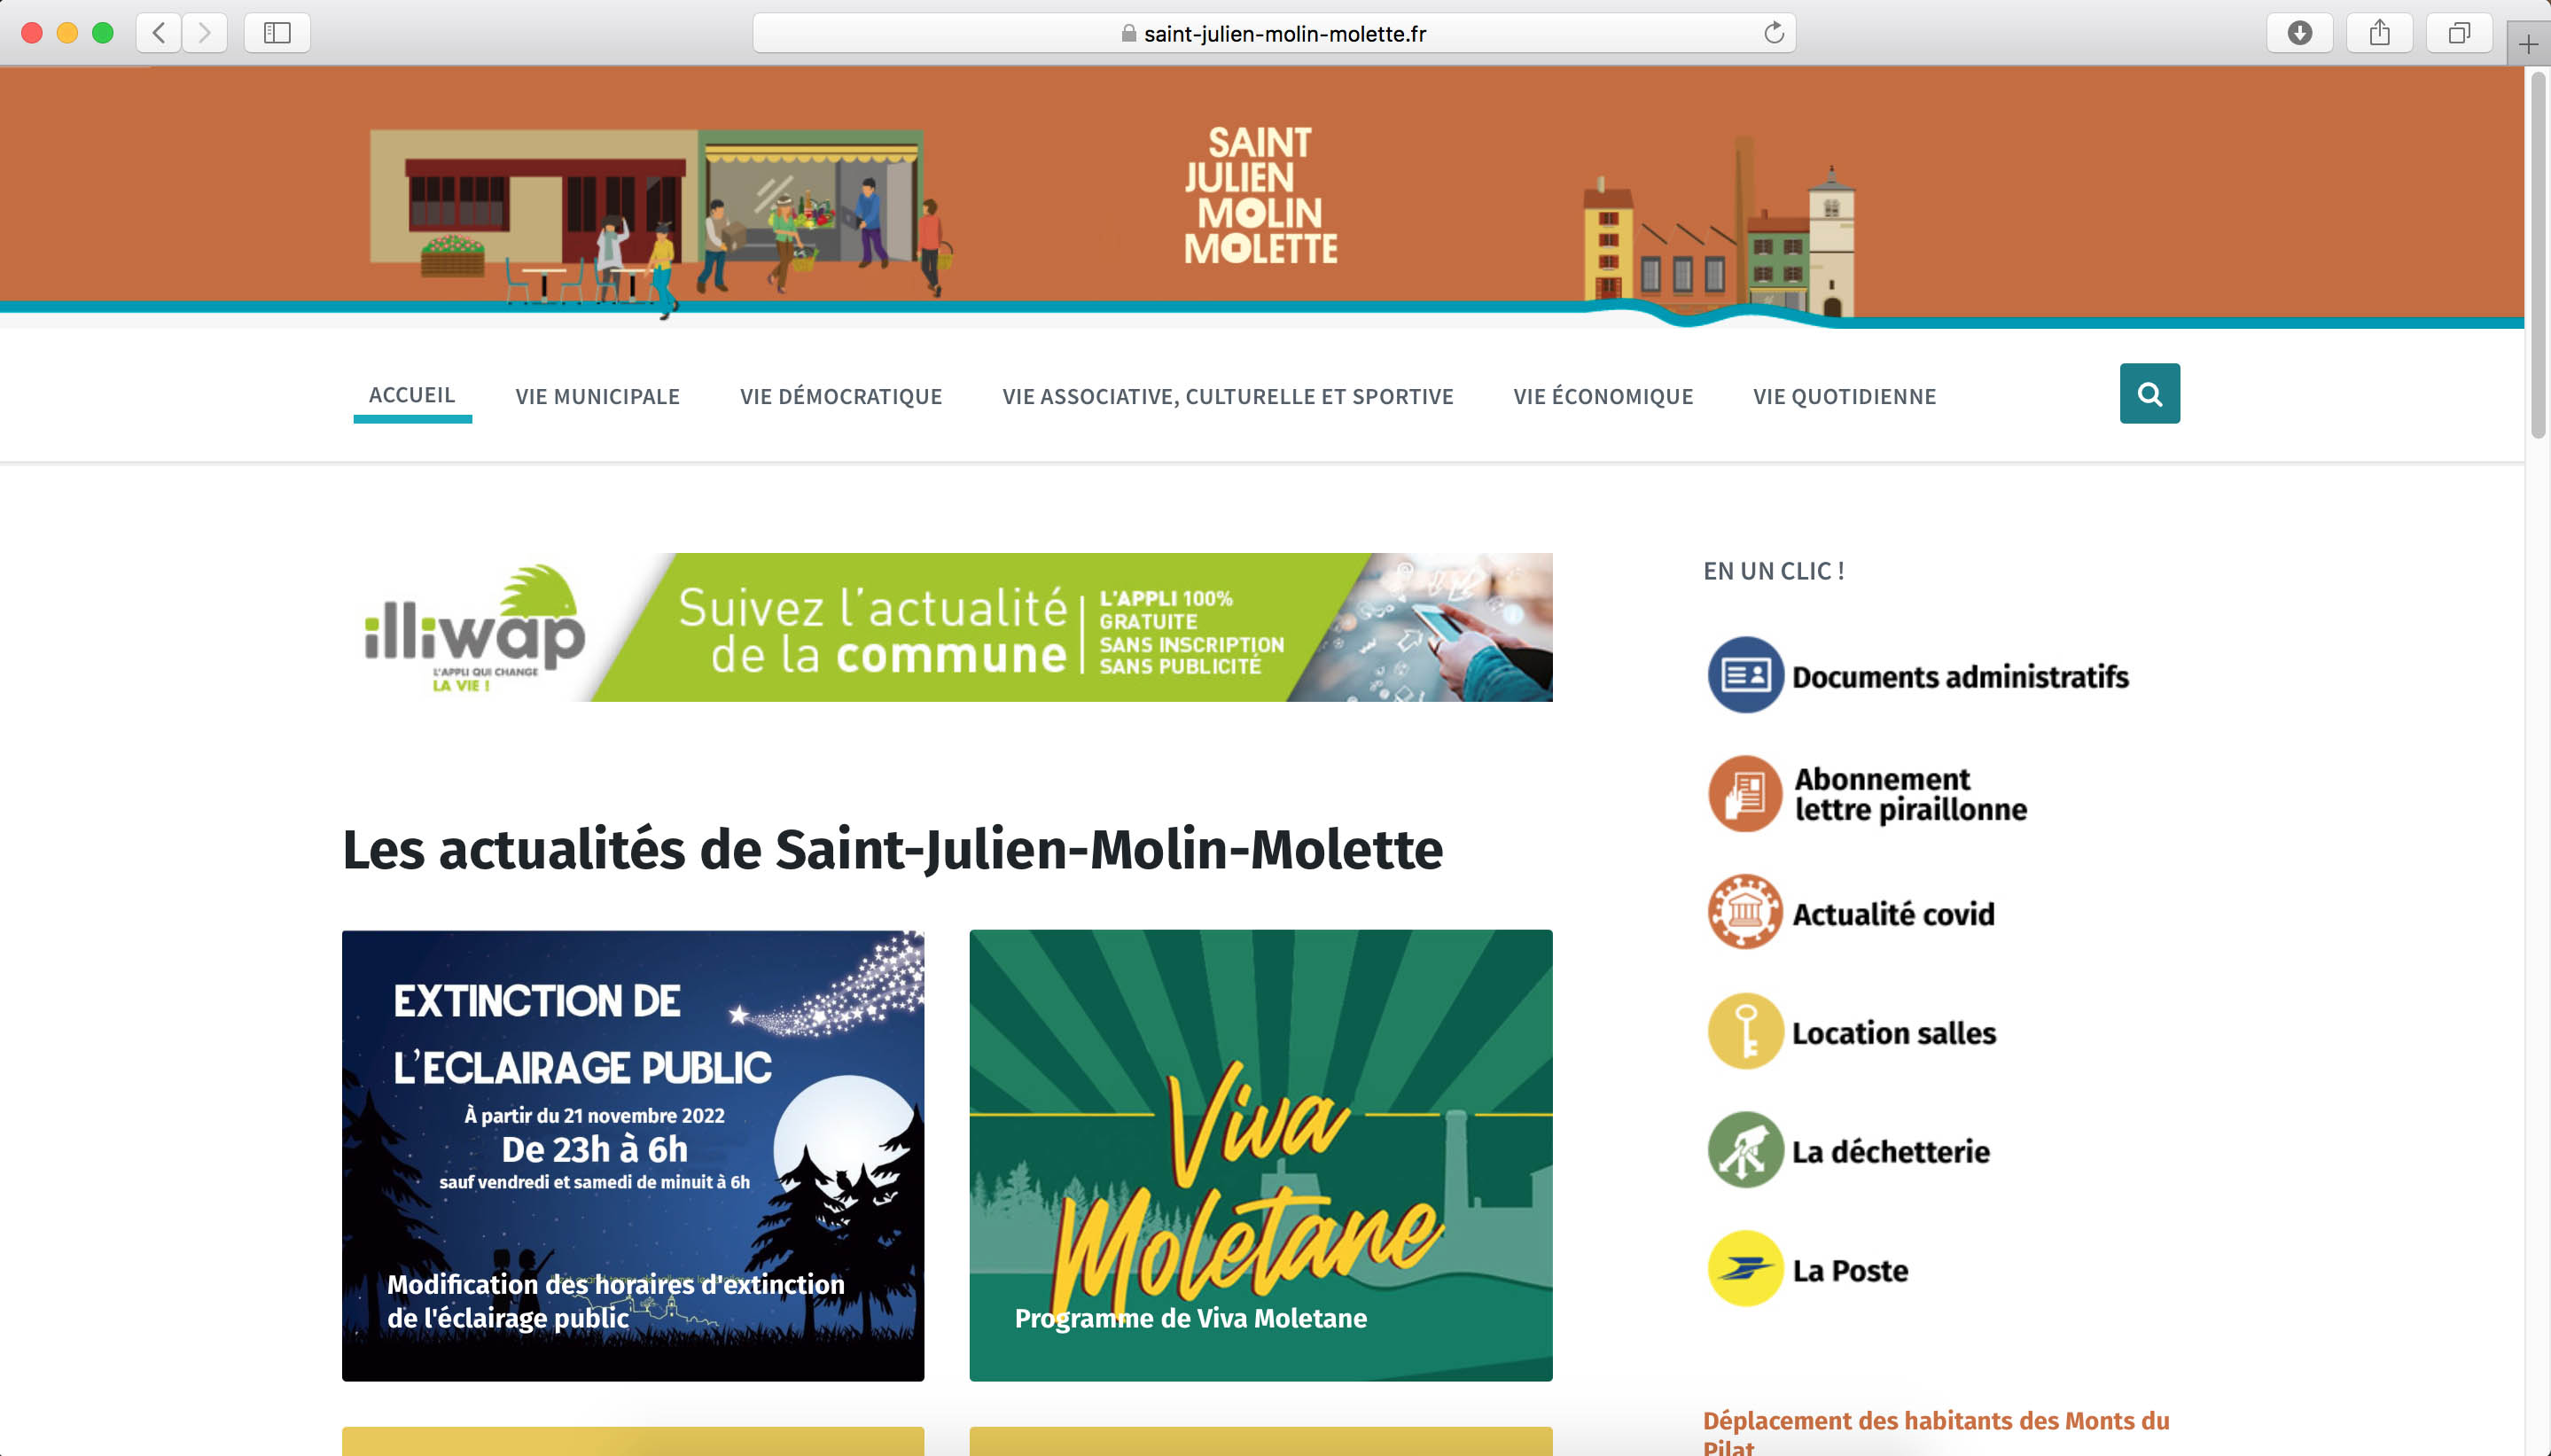 saint-julien-molin-molette.fr
SAINT
JULIEN
MOLIN
MOLETTE
ACCUEIL
VIE MUNICIPALE
VIE DÉMOCRATIQUE
VIE ASSOCIATIVE, CULTURELLE ET SPORTIVE
VIE ÉCONOMIQUE
VIE QUOTIDIENNE
illiwap
L'APPLI QUI CHANGE
LA VIE !
Suivez l'actualité
de la commune
L'APPLI 100%
GRATUITE
SANS INSCRIPTION
SANS PUBLICITÉ
Les actualités de Saint-Julien-Molin-Molette
EXTINCTION DE
L'ECLAIRAGE PUBLIC
À partir du 21 novembre 2022
De 23h à 6h
sauf vendredi et samedi de minuit à 6h
Modification des horaires d'extinction
de l'éclairage public
Viva
Moletane
Programme de Viva Moletane
EN UN CLIC !
Documents administratifs
Abonnement
lettre piraillonne
Actualité covid
Location salles
La déchetterie
La Poste
Déplacement des habitants des Monts du
Pilat